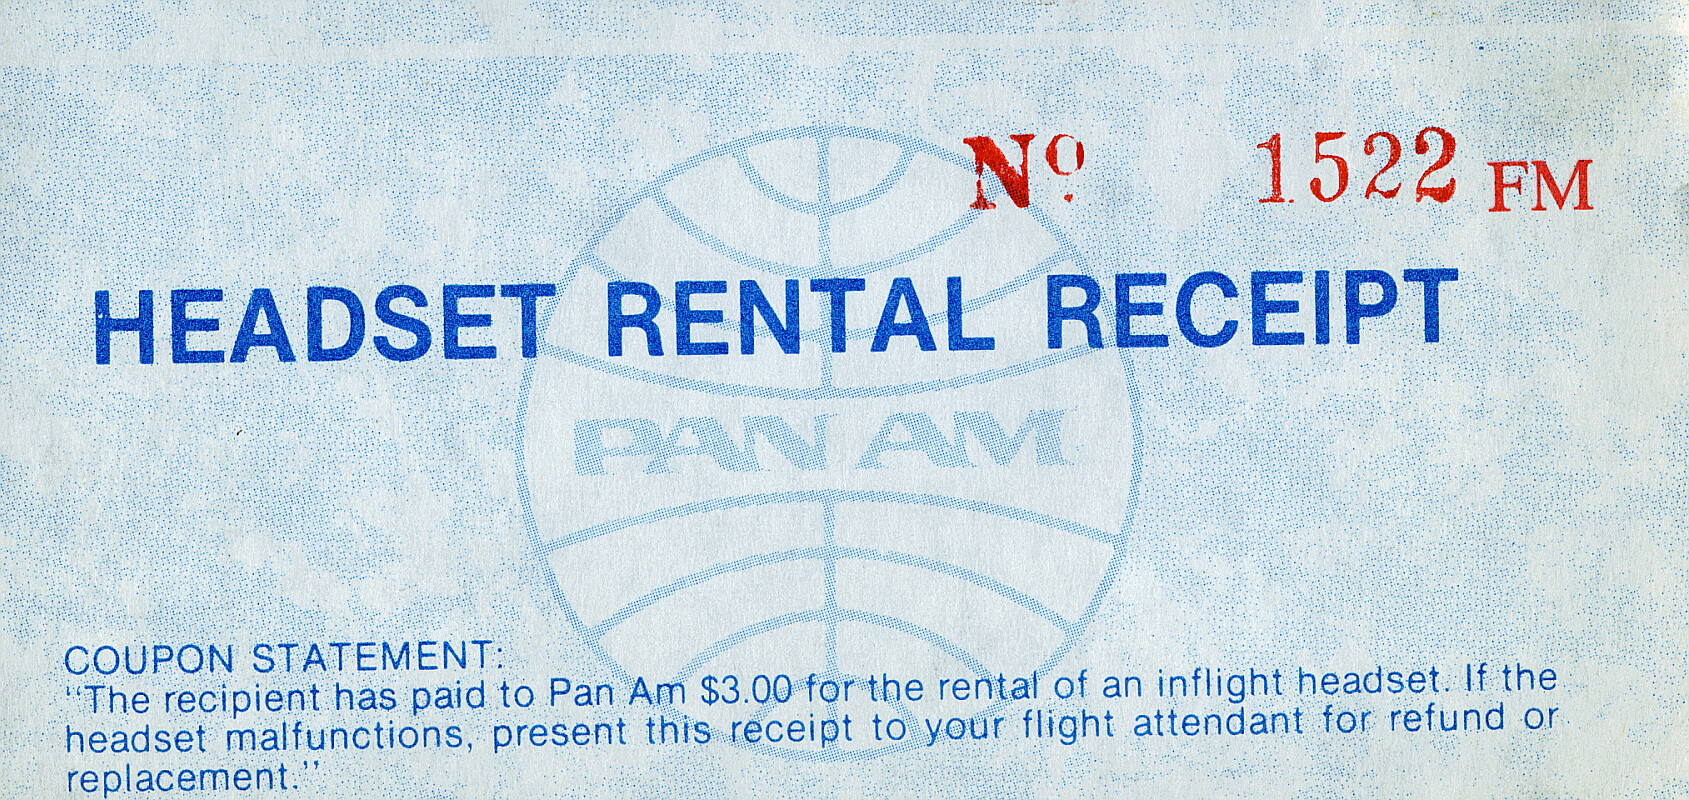 Nº 1522 FM
HEADSET RENTAL RECEIPT
PAN AM
COUPON STATEMENT:
"The recipient has paid to Pan Am $3.00 for the rental of an inflight headset. If the
headset malfunctions, present this receipt to your flight attendant for refund or
replacement."